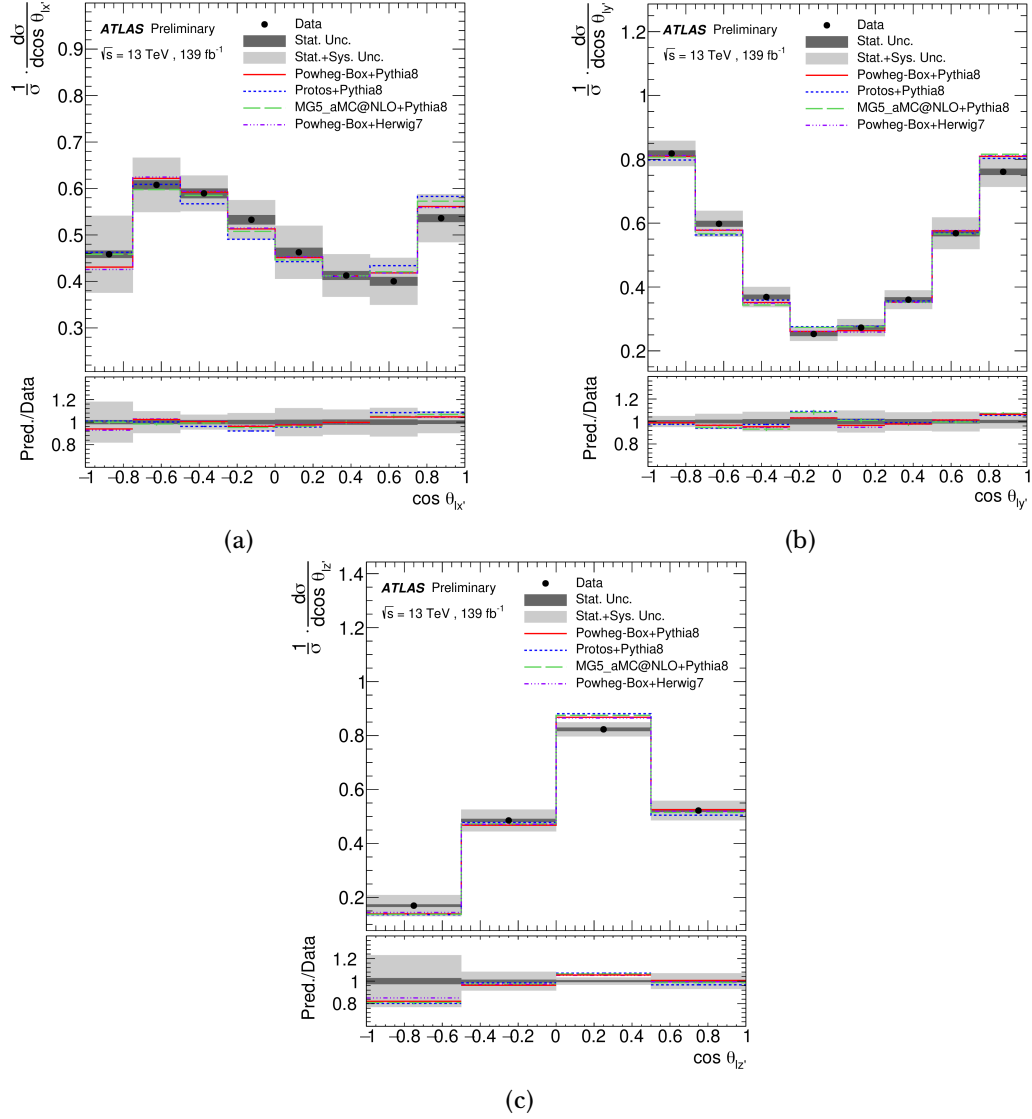 ATLAS Preliminary
√s = 13 TeV , 139 fb⁻¹
Data
Stat. Unc.
Stat.+Sys. Unc.
Powheg-Box+Pythia8
Protos+Pythia8
MG5_aMC@NLO+Pythia8
Powheg-Box+Herwig7
1/σ · dσ/dcos θlx'
1
0.9
0.8
0.7
0.6
0.5
0.4
0.3
Pred./Data
1.2
1
0.8
−1 −0.8 −0.6 −0.4 −0.2 0 0.2 0.4 0.6 0.8 1
cos θlx'
(a)
ATLAS Preliminary
√s = 13 TeV , 139 fb⁻¹
Data
Stat. Unc.
Stat.+Sys. Unc.
Powheg-Box+Pythia8
Protos+Pythia8
MG5_aMC@NLO+Pythia8
Powheg-Box+Herwig7
1/σ · dσ/dcos θly'
1.2
1
0.8
0.6
0.4
0.2
Pred./Data
1.2
1
0.8
−1 −0.8 −0.6 −0.4 −0.2 0 0.2 0.4 0.6 0.8 1
cos θly'
(b)
ATLAS Preliminary
√s = 13 TeV , 139 fb⁻¹
Data
Stat. Unc.
Stat.+Sys. Unc.
Powheg-Box+Pythia8
Protos+Pythia8
MG5_aMC@NLO+Pythia8
Powheg-Box+Herwig7
1/σ · dσ/dcos θlz'
1.4
1.2
1
0.8
0.6
0.4
0.2
Pred./Data
1.2
1
0.8
−1 −0.8 −0.6 −0.4 −0.2 0 0.2 0.4 0.6 0.8 1
cos θlz'
(c)